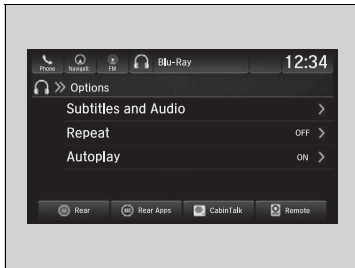 Blu-Ray 12:34
Phone Navigati. FM
Options
Subtitles and Audio
Repeat OFF
Autoplay ON
Rear Rear Apps CabinTalk Remote